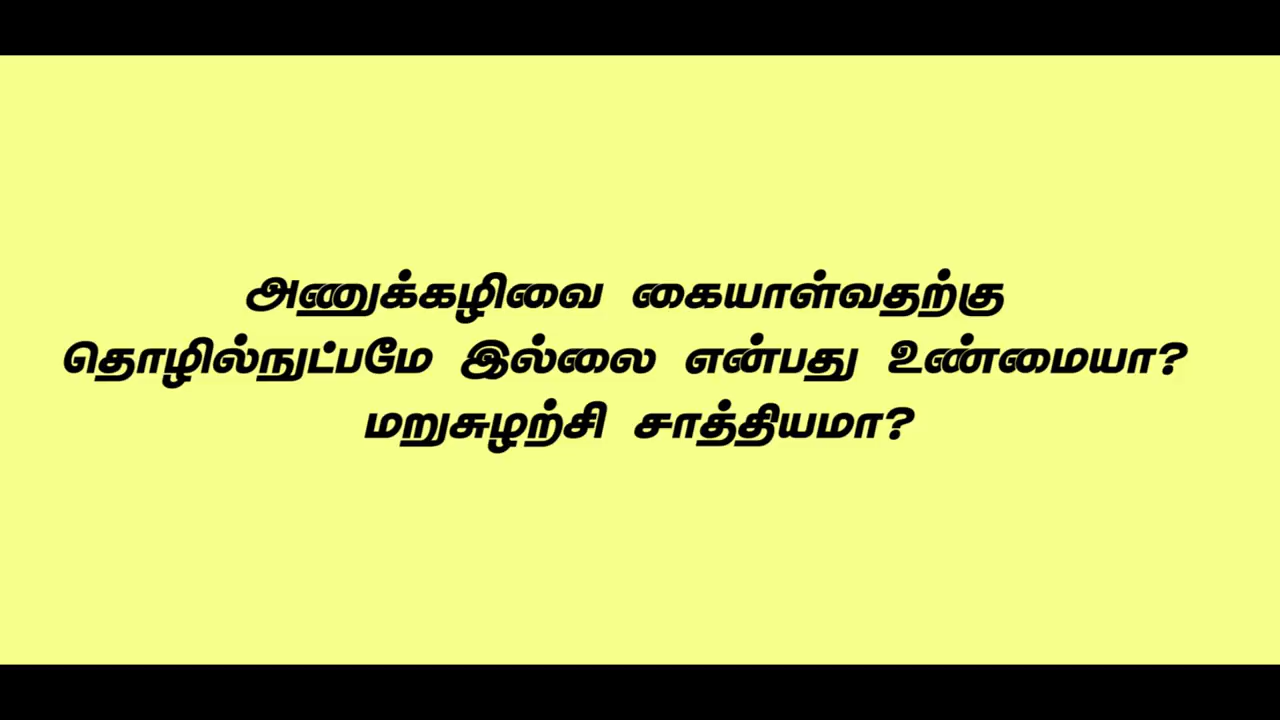 அணுக்கழிவை கையாள்வதற்கு
தொழில்நுட்பமே இல்லை என்பது உண்மையா?
மறுசுழற்சி சாத்தியமா?